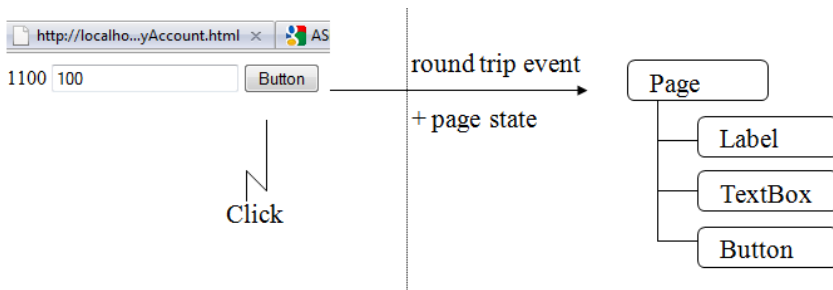 http://localho...yAccount.html × AS
1100 100 Button
Click
round trip event
+ page state
Page
Label
TextBox
Button